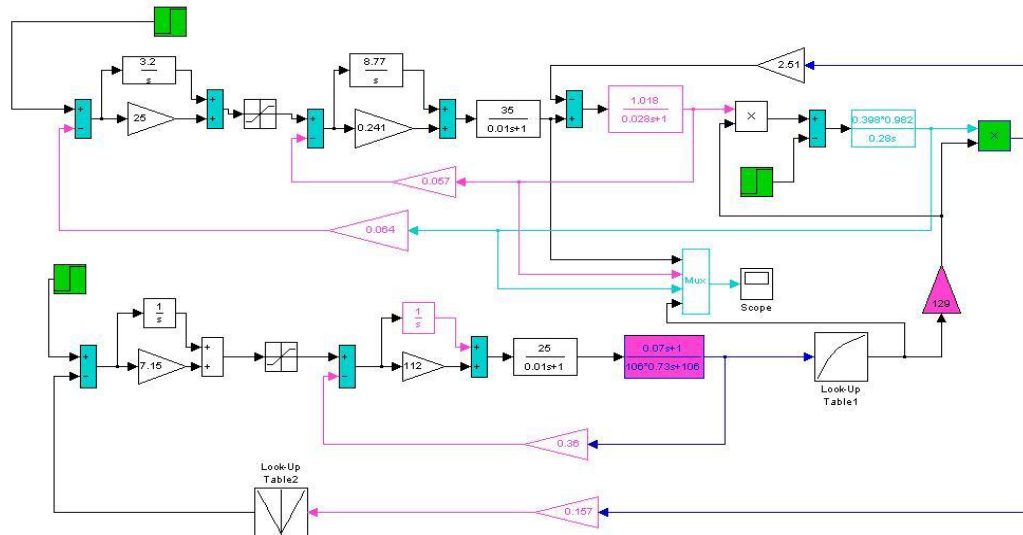 3.2
s
25
8.77
s
0.241
35
0.01s+1
2.51
1.018
0.028s+1
×
0.398*0.982
0.28s
×
0.057
0.064
Mux
Scope
129
1
s
7.15
1
s
112
25
0.01s+1
0.07s+1
106*0.73s+106
Look-Up
Table1
0.36
Look-Up
Table2
0.157